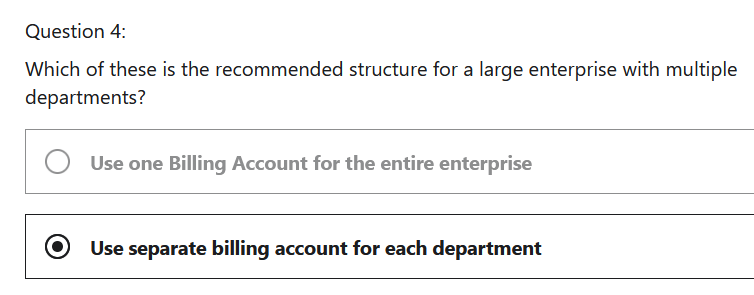 Question 4:
Which of these is the recommended structure for a large enterprise with multiple
departments?
Use one Billing Account for the entire enterprise
Use separate billing account for each department